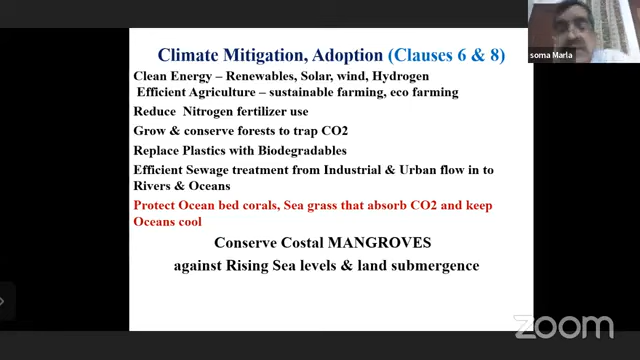 Climate Mitigation, Adoption (Clauses 6 & 8)
Clean Energy – Renewables, Solar, wind, Hydrogen
Efficient Agriculture – sustainable farming, eco farming
Reduce Nitrogen fertilizer use
Grow & conserve forests to trap CO2
Replace Plastics with Biodegradables
Efficient Sewage treatment from Industrial & Urban flow in to
Rivers & Oceans
Protect Ocean bed corals, Sea grass that absorb CO2 and keep
Oceans cool
Conserve Costal MANGROVES
against Rising Sea levels & land submergence
soma Marla
zoom